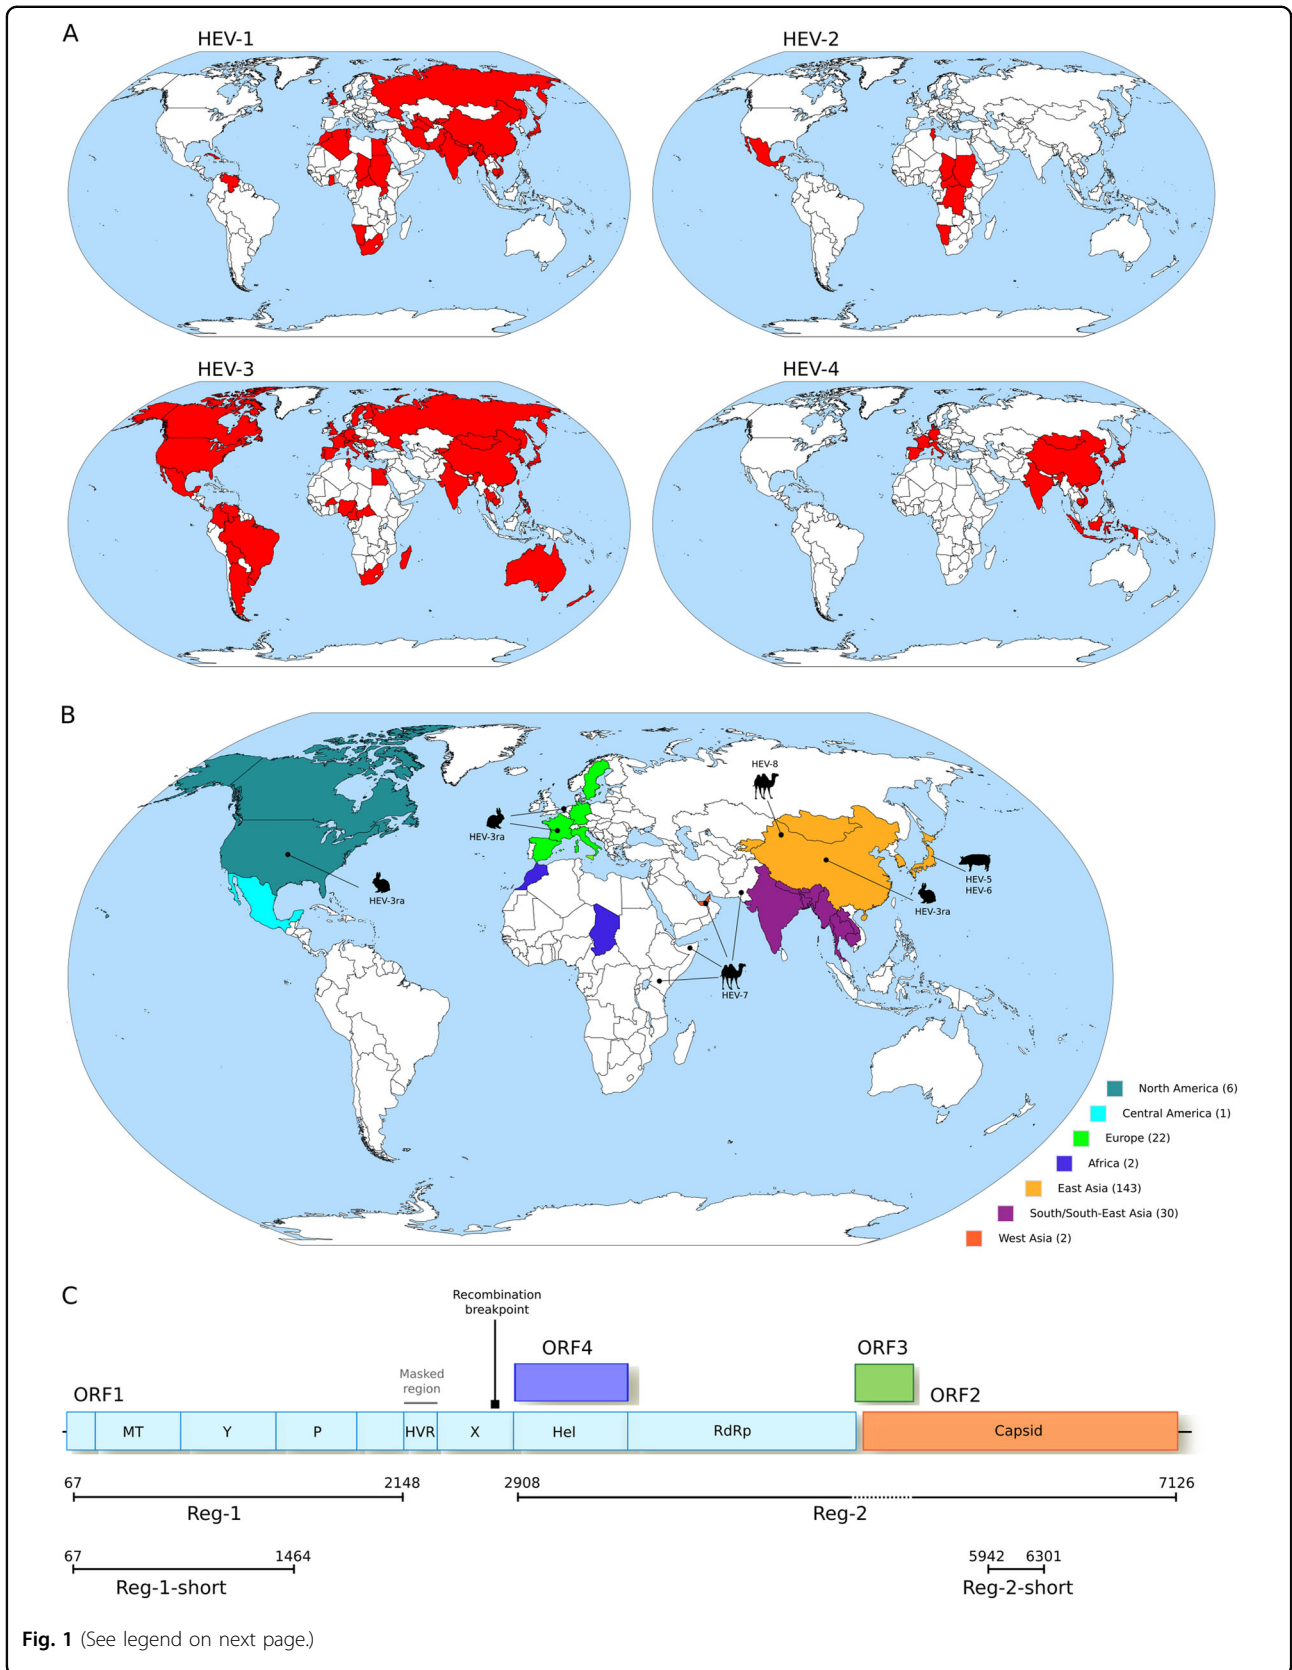 A
HEV-1
HEV-2
HEV-3
HEV-4
B
HEV-8
HEV-3ra
HEV-5
HEV-6
HEV-3ra
HEV-3ra
HEV-7
North America (6)
Central America (1)
Europe (22)
Africa (2)
East Asia (143)
South/South-East Asia (30)
West Asia (2)
C
Recombination
breakpoint
ORF4
ORF3
Masked
region
ORF1
ORF2
MT Y P HVR X Hel RdRp Capsid
67 2148 2908 7126
Reg-1 Reg-2
67 1464 5942 6301
Reg-1-short Reg-2-short
Fig. 1 (See legend on next page.)